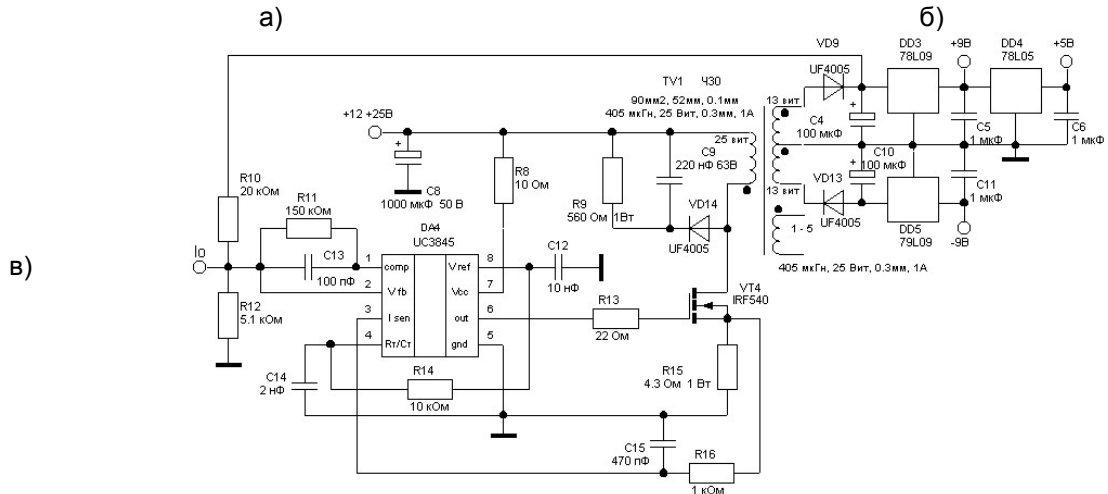 а)
б)
VD9
DD3
78L09
+9В
DD4
78L05
+5В
UF4005
TV1 Ч30
90мм2, 52мм, 0.1мм
405 мкГн, 25 Вит, 0.3мм, 1А
13 вит
+
C4
100 мкФ
C5
1 мкФ
C6
1 мкФ
+12 +25В
25 вит
C9
220 нФ 63В
+
C10
100 мкФ
+
C8
1000 мкФ 50 В
R8
10 Ом
R9
560 Ом 1Вт
VD14
UF4005
13 вит
VD13
UF4005
C11
1 мкФ
DD5
79L09
-9В
1 - 5
405 мкГн, 25 Вит, 0.3мм, 1А
R10
20 кОм
R11
150 кОм
в)
Io
C13
100 пФ
DA4
UC3845
1 comp Vref 8
2 Vfb Vcc 7
3 I sen out 6
4 Rт/Ст gnd 5
C12
10 нФ
R12
5.1 кОм
R13
22 Ом
VT4
IRF540
C14
2 нФ
R14
10 кОм
R15
4.3 Ом 1 Вт
C15
470 пФ
R16
1 кОм